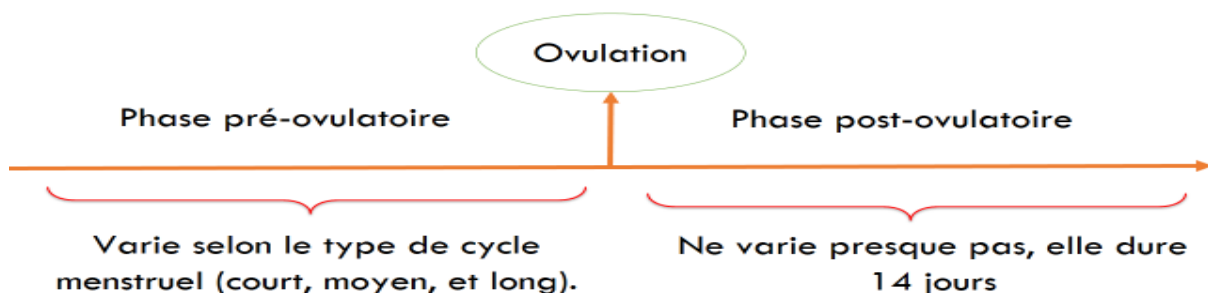 Ovulation
Phase pré-ovulatoire
Phase post-ovulatoire
Varie selon le type de cycle
menstruel (court, moyen, et long).
Ne varie presque pas, elle dure
14 jours